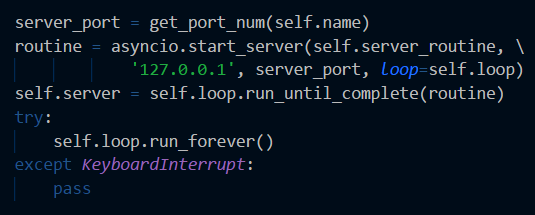 server_port = get_port_num(self.name)
routine = asyncio.start_server(self.server_routine, \
'127.0.0.1', server_port, loop=self.loop)
self.server = self.loop.run_until_complete(routine)
try:
self.loop.run_forever()
except KeyboardInterrupt:
pass